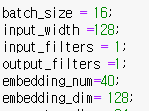 batch_size = 16;
input_width =128;
input_filters = 1;
output_filters =1;
embedding_num=40;
embedding_dim= 128;